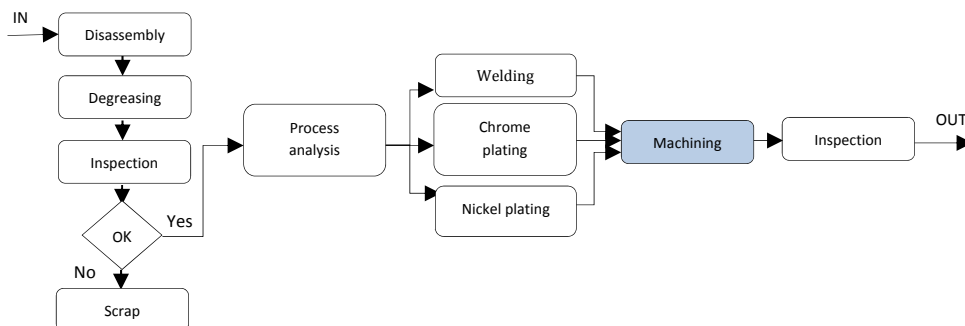 IN
Disassembly
Degreasing
Inspection
OK
Yes
No
Scrap
Process
analysis
Welding
Chrome
plating
Nickel plating
Machining
Inspection
OUT